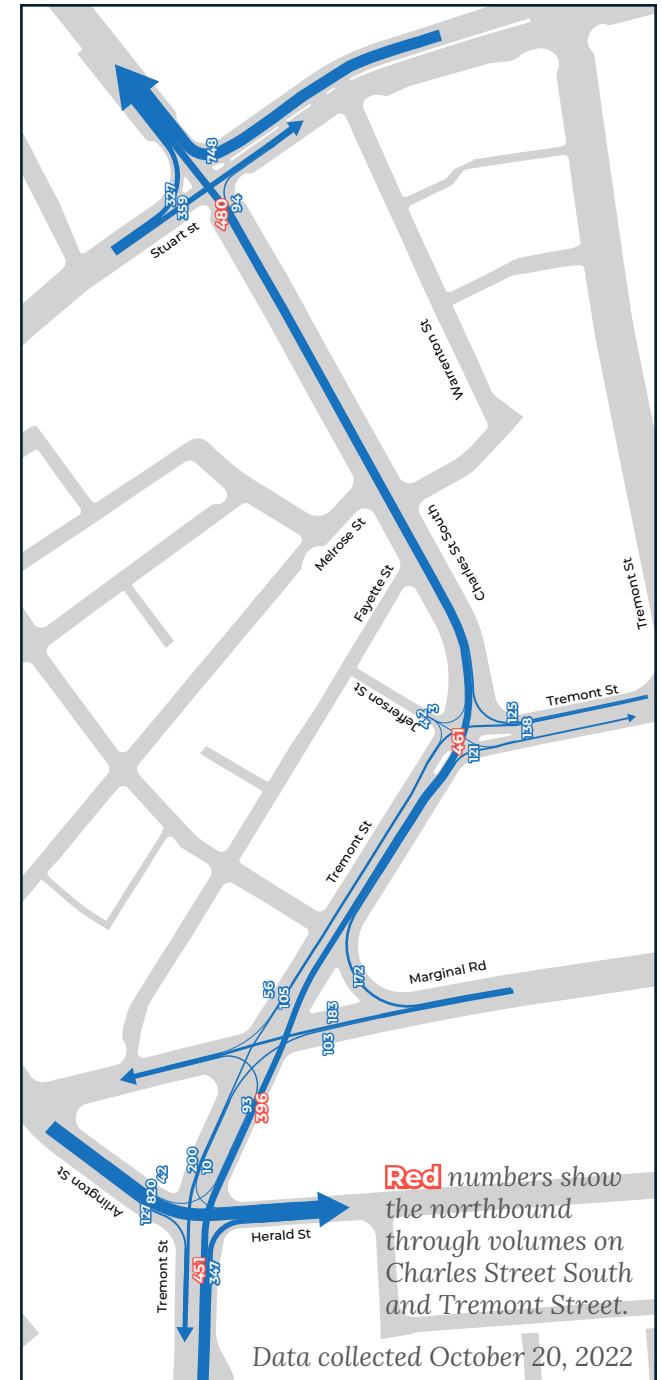 748
327
359
480
94
Stuart st
Warrenton St
Charles St South
Melrose St
Fayette St
Tremont St
Jefferson St
3
461
125
138
121
Tremont St
Tremont St
Marginal Rd
172
56
105
183
103
93
396
200
10
42
820
127
Arlington St
Tremont St
Herald St
451
347
Red numbers show
the northbound
through volumes on
Charles Street South
and Tremont Street.
Data collected October 20, 2022